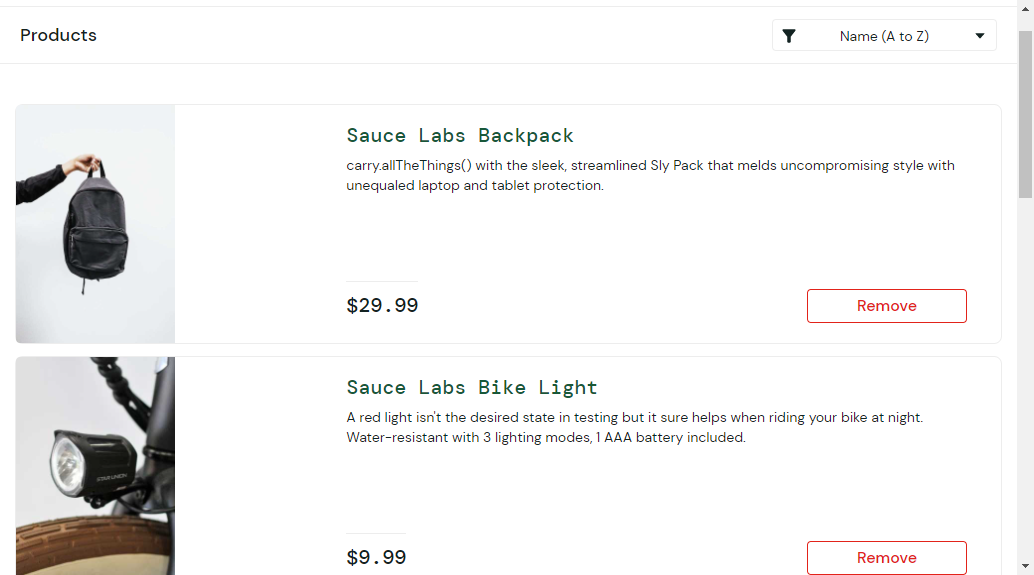 Products
Name (A to Z)
Sauce Labs Backpack
carry.allTheThings() with the sleek, streamlined Sly Pack that melds uncompromising style with
unequaled laptop and tablet protection.
$29.99
Remove
Sauce Labs Bike Light
A red light isn't the desired state in testing but it sure helps when riding your bike at night.
Water-resistant with 3 lighting modes, 1 AAA battery included.
$9.99
Remove